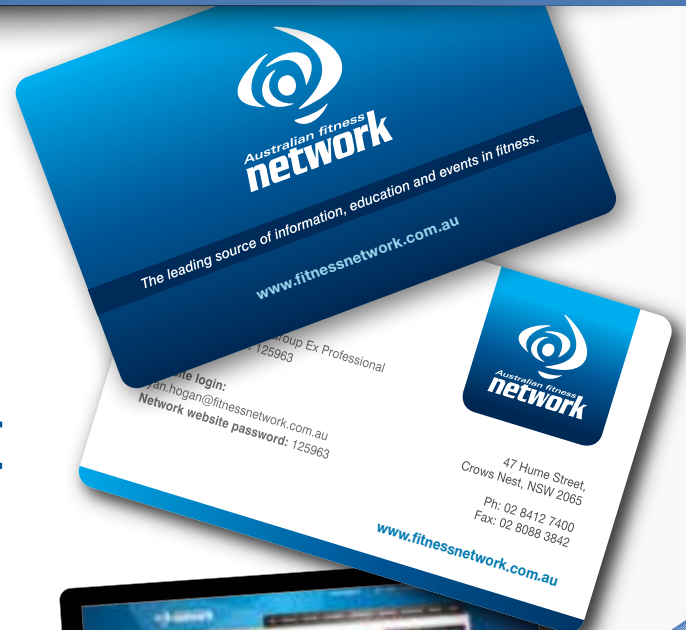 Australian fitness
network
The leading source of information, education and events in fitness.
www.fitnessnetwork.com.au
Group Ex Professional
125963
login:
yan.hogan@fitnessnetwork.com.au
Network website password: 125963
Australian fitness
network
47 Hume Street,
Crows Nest, NSW 2065
Ph: 02 8412 7400
Fax: 02 8088 3842
www.fitnessnetwork.com.au